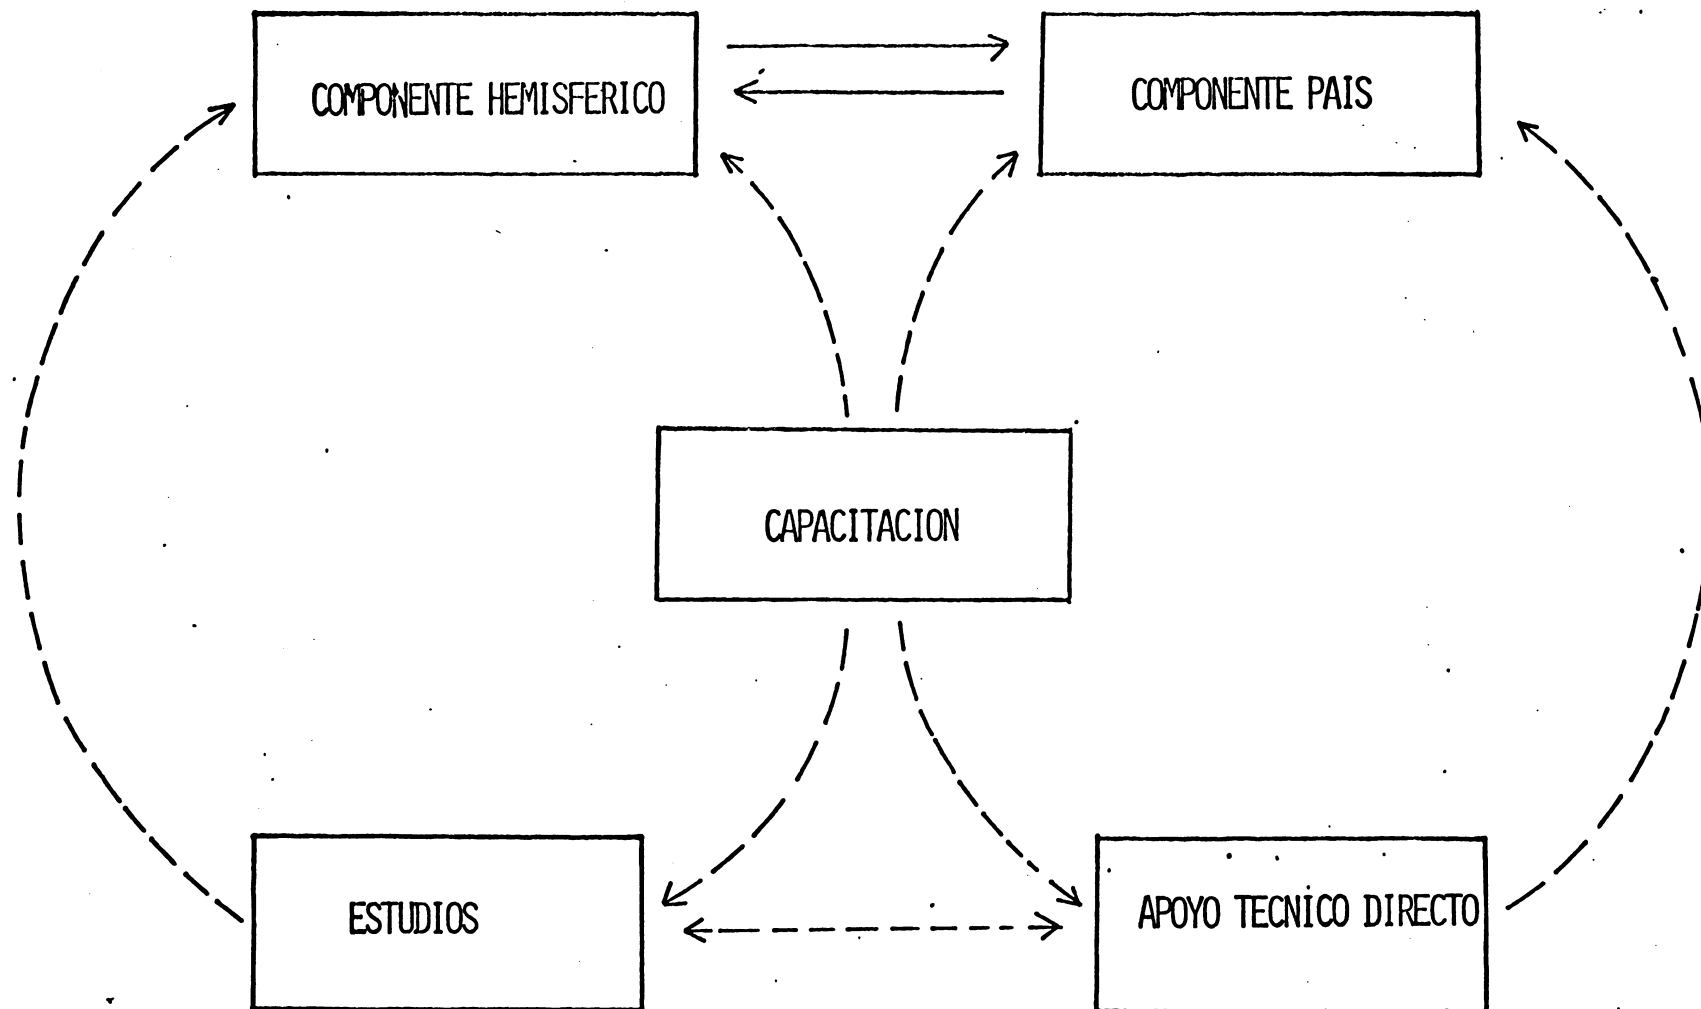 COMPONENTE HEMISFERICO
COMPONENTE PAIS
CAPACITACION
ESTUDIOS
APOYO TECNICO DIRECTO